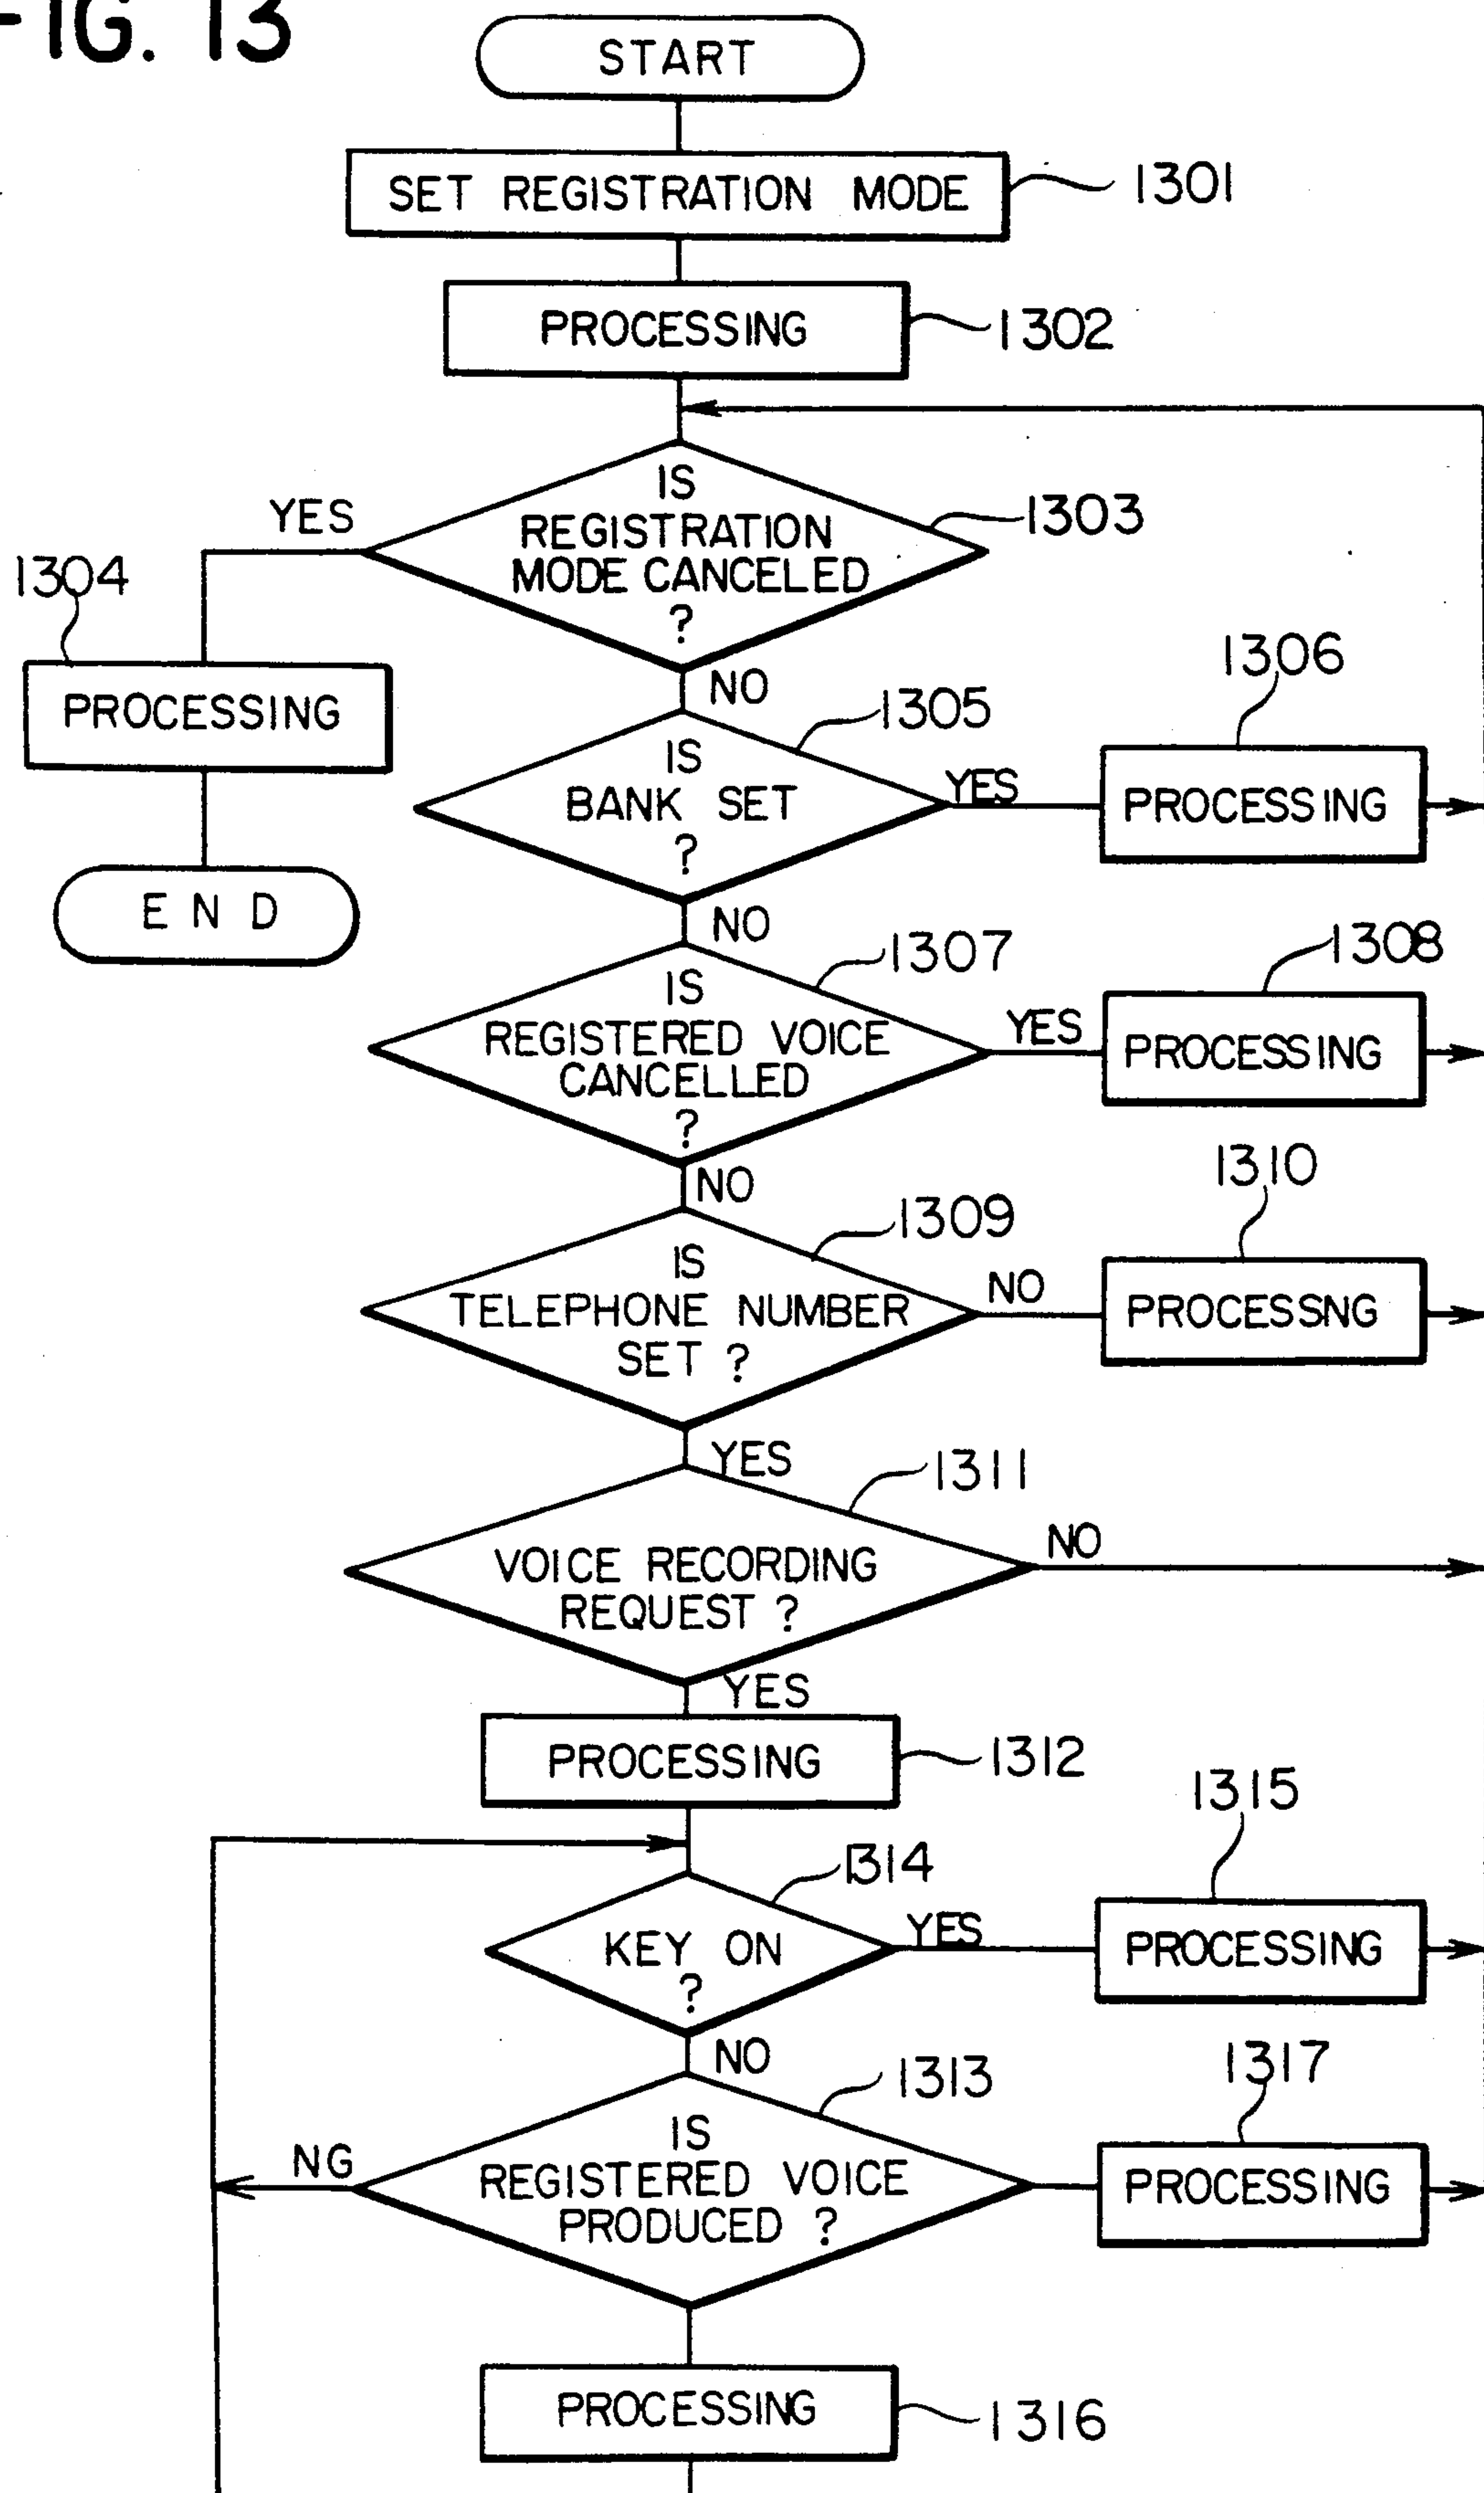 FIG. 13
START
SET REGISTRATION MODE
1301
PROCESSING
1302
IS
REGISTRATION
MODE CANCELED
?
1303
YES
1304
PROCESSING
END
NO
IS
BANK SET
?
1305
YES
1306
PROCESSING
NO
IS
REGISTERED VOICE
CANCELLED
?
1307
YES
1308
PROCESSING
NO
IS
TELEPHONE NUMBER
SET ?
1309
NO
1310
PROCESSNG
YES
VOICE RECORDING
REQUEST ?
1311
NO
YES
PROCESSING
1312
KEY ON
?
1314
YES
1315
PROCESSING
NO
IS
REGISTERED VOICE
PRODUCED ?
1313
NG
1317
PROCESSING
PROCESSING
1316